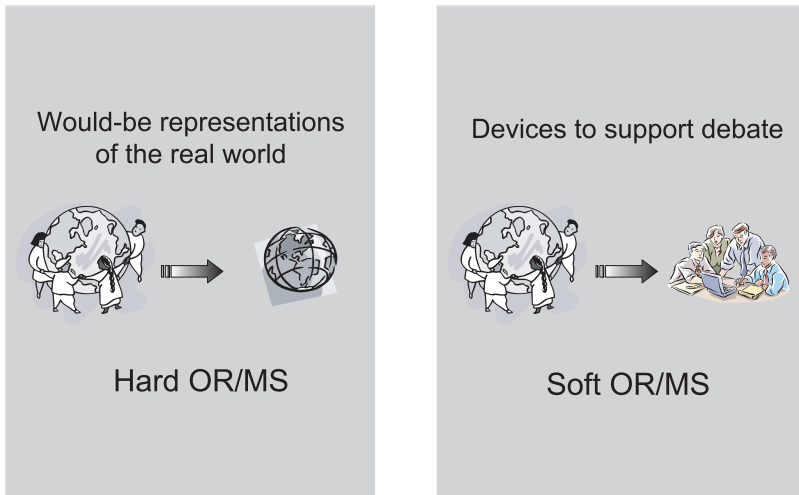 Would-be representations
of the real world
Hard OR/MS
Devices to support debate
Soft OR/MS